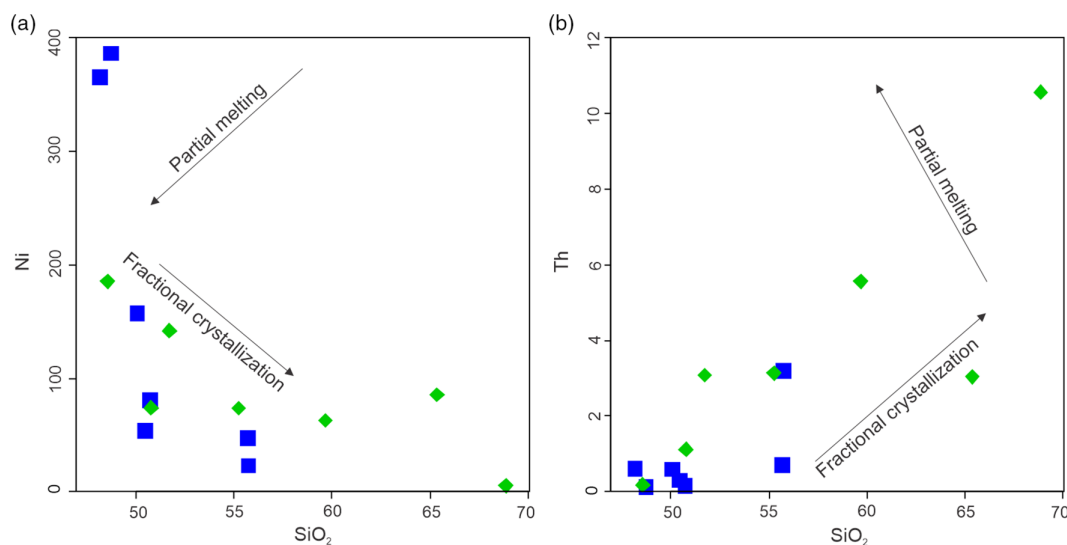 (a)
400
300
200
100
0
Ni
Partial melting
Fractional crystallization
50
55
60
65
70
SiO₂
(b)
12
10
8
6
4
2
0
Th
Partial melting
Fractional crystallization
50
55
60
65
70
SiO₂